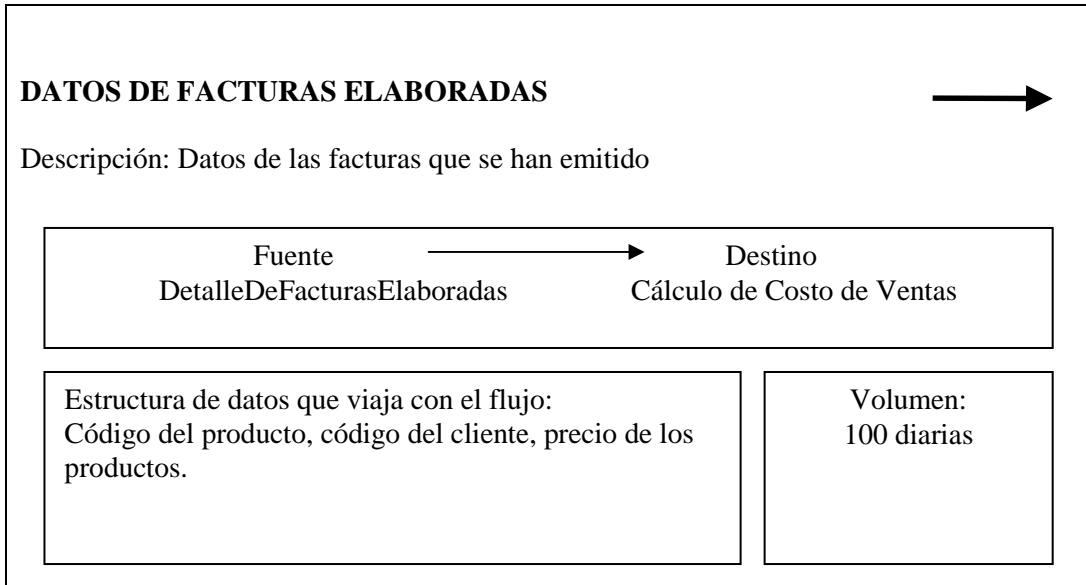 DATOS DE FACTURAS ELABORADAS
Descripción: Datos de las facturas que se han emitido
Fuente Destino
DetalleDeFacturasElaboradas Cálculo de Costo de Ventas
Estructura de datos que viaja con el flujo:
Código del producto, código del cliente, precio de los
productos.
Volumen:
100 diarias